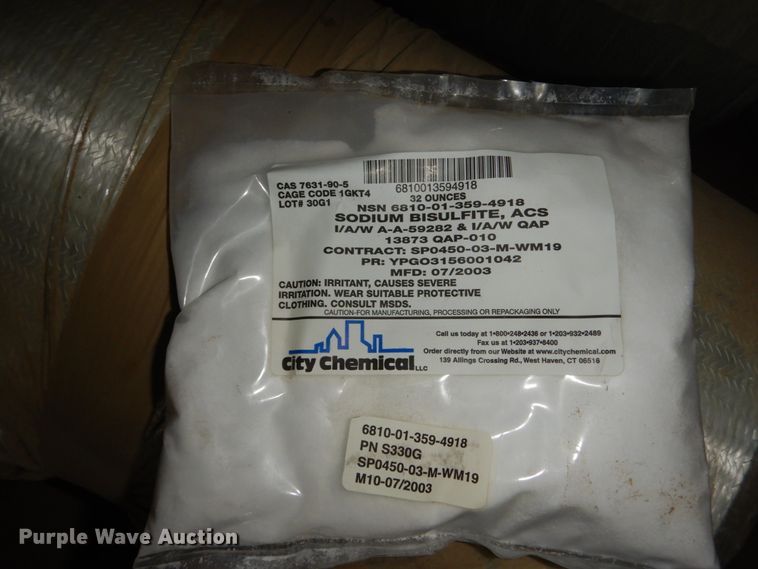 CAS 7631-90-5
CAGE CODE 1GKT4
LOT# 30G1
6810013594918
32 OUNCES
NSN 6810-01-359-4918
SODIUM BISULFITE, ACS
I/A/W A-A-59282 & I/A/W QAP
13873 QAP-010
CONTRACT: SP0450-03-M-WM19
PR: YPGO3156001042
MFD: 07/2003
CAUTION: IRRITANT, CAUSES SEVERE
IRRITATION. WEAR SUITABLE PROTECTIVE
CLOTHING. CONSULT MSDS.
CAUTION-FOR MANUFACTURING, PROCESSING OR REPACKAGING ONLY
City Chemical LLC
Call us today at 1•800•248•2436 or 1•203•932•2489
Fax us at 1•203•937•8400
Order directly from our Website at www.citychemical.com
139 Allings Crossing Rd., West Haven, CT 06516
6810-01-359-4918
PN S330G
SP0450-03-M-WM19
M10-07/2003
Purple Wave Auction